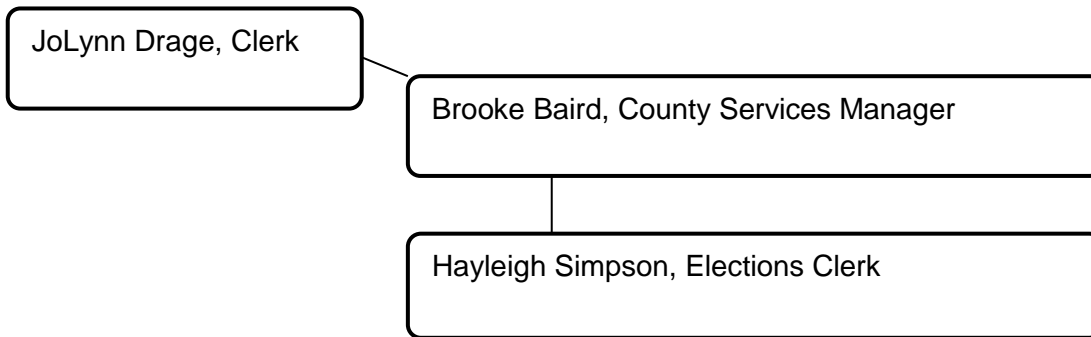 JoLynn Drage, Clerk
Brooke Baird, County Services Manager
Hayleigh Simpson, Elections Clerk